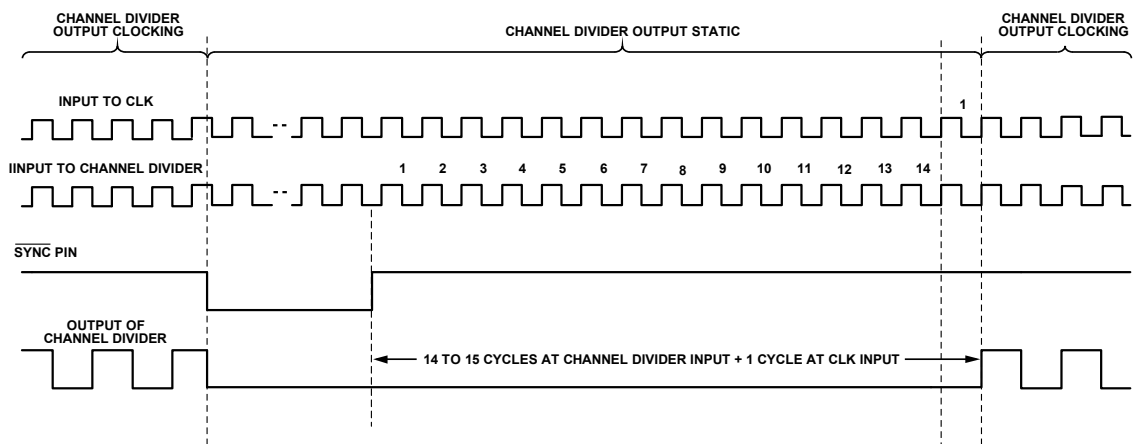 CHANNEL DIVIDER
OUTPUT CLOCKING
CHANNEL DIVIDER OUTPUT STATIC
CHANNEL DIVIDER
OUTPUT CLOCKING
INPUT TO CLK
1
IINPUT TO CHANNEL DIVIDER
1 2 3 4 5 6 7 8 9 10 11 12 13 14
SYNC PIN
OUTPUT OF
CHANNEL DIVIDER
14 TO 15 CYCLES AT CHANNEL DIVIDER INPUT + 1 CYCLE AT CLK INPUT